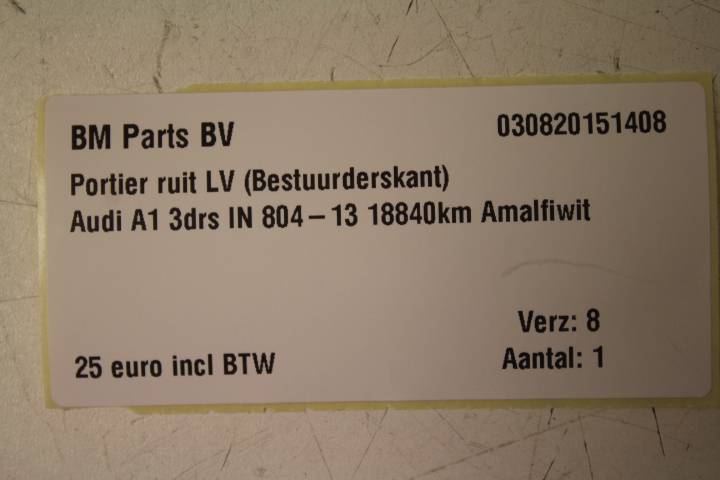 BM Parts BV
030820151408
Portier ruit LV (Bestuurderskant)
Audi A1 3drs IN 804-13 18840km Amalfiwit
Verz: 8
25 euro incl BTW
Aantal: 1